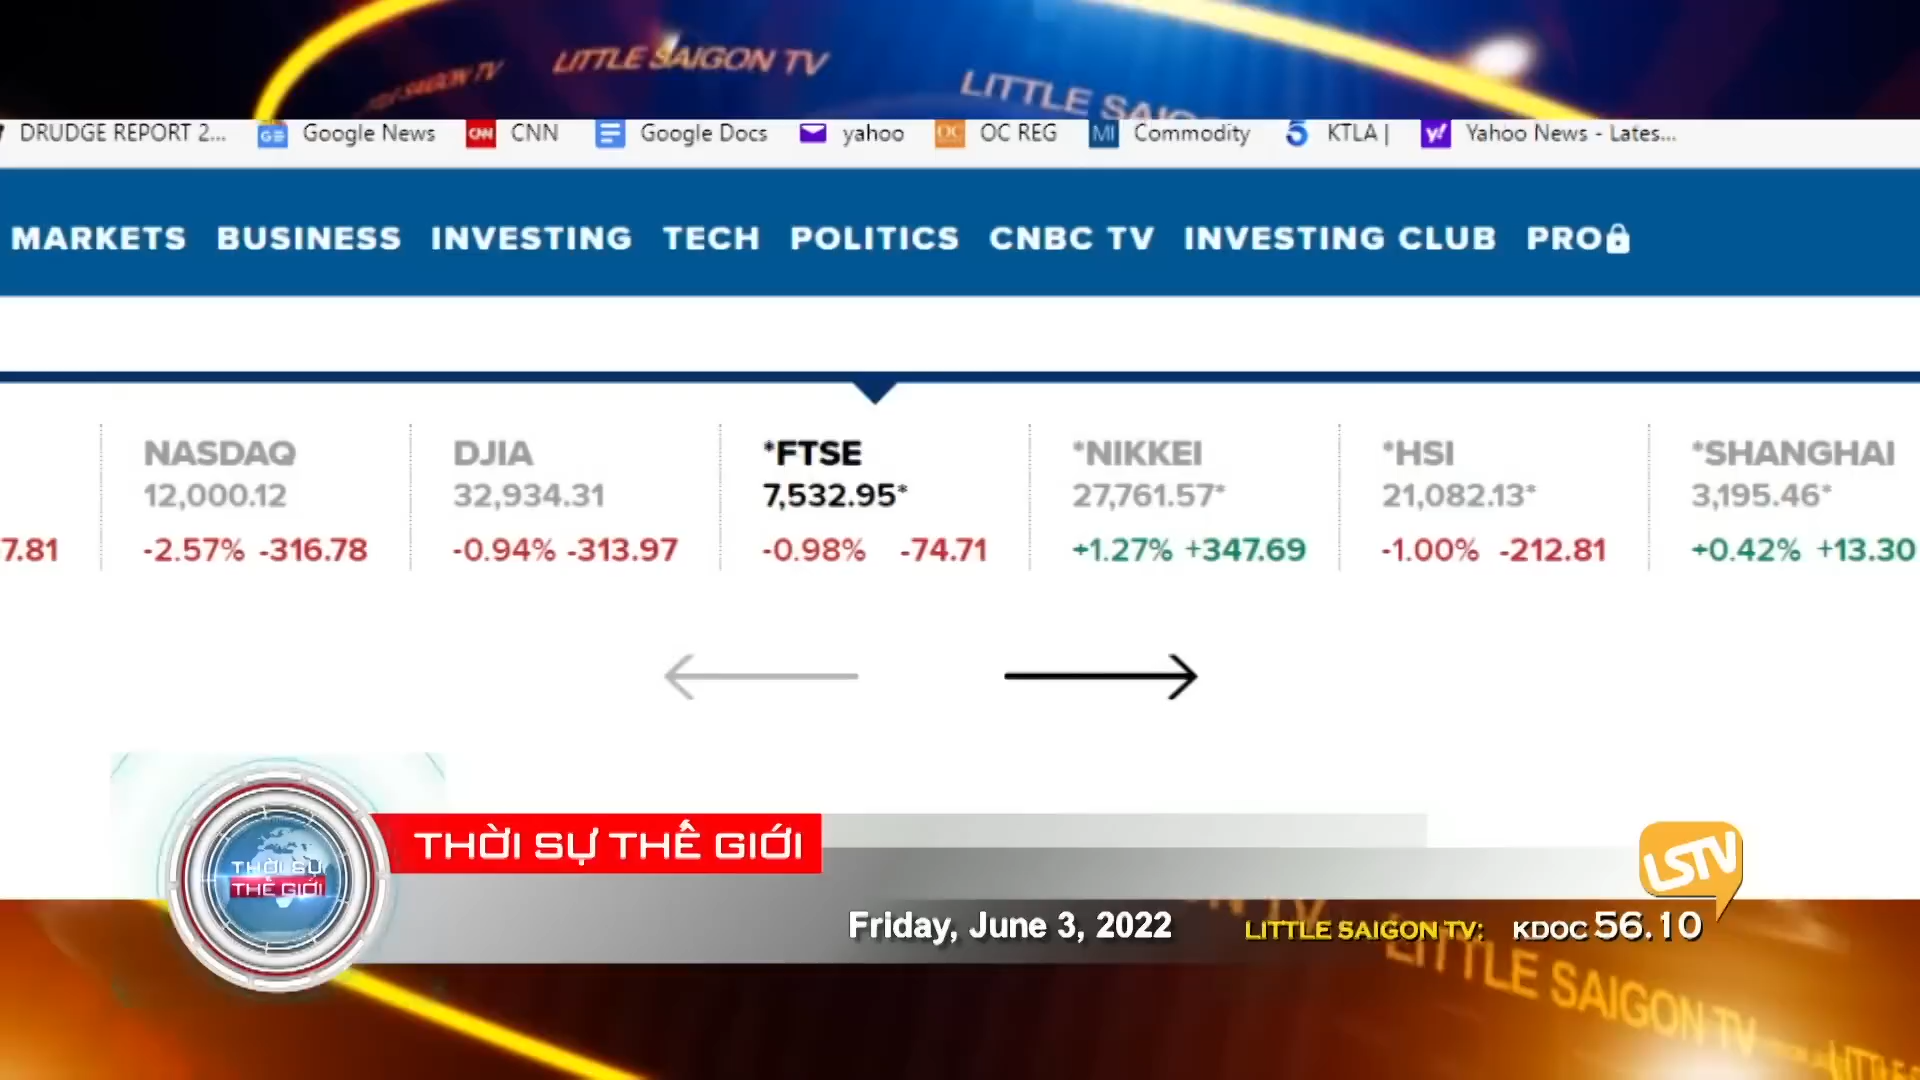 LITTLE SAIGON TV
LITTLE SAIGON TV
LITTLE
DRUDGE REPORT 2... Google News CNN Google Docs yahoo OC REG Commodity KTLA | Yahoo News - Lates...
MARKETS BUSINESS INVESTING TECH POLITICS CNBC TV INVESTING CLUB PRO
NASDAQ DJIA *FTSE *NIKKEI *HSI *SHANGHAI
12,000.12 32,934.31 7,532.95* 27,761.57* 21,082.13* 3,195.46*
7.81 -2.57% -316.78 -0.94% -313.97 -0.98% -74.71 +1.27% +347.69 -1.00% -212.81 +0.42% +13.30
THỜI SỰ THẾ GIỚI
THỜI SỰ
THẾ GIỚI
LSTV
Friday, June 3, 2022 LITTLE SAIGON TV: KDOC 56.10
LITTLE SAIGON TV